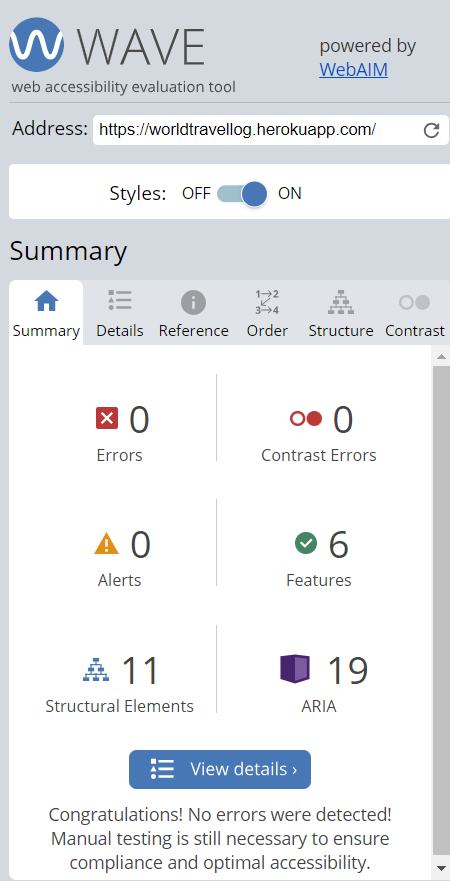 WAVE
powered by
WebAIM
web accessibility evaluation tool
Address: https://worldtravellog.herokuapp.com/
Styles: OFF ON
Summary
Summary Details Reference Order Structure Contrast
0 0
Errors Contrast Errors
0 6
Alerts Features
11 19
Structural Elements ARIA
View details ›
Congratulations! No errors were detected!
Manual testing is still necessary to ensure
compliance and optimal accessibility.